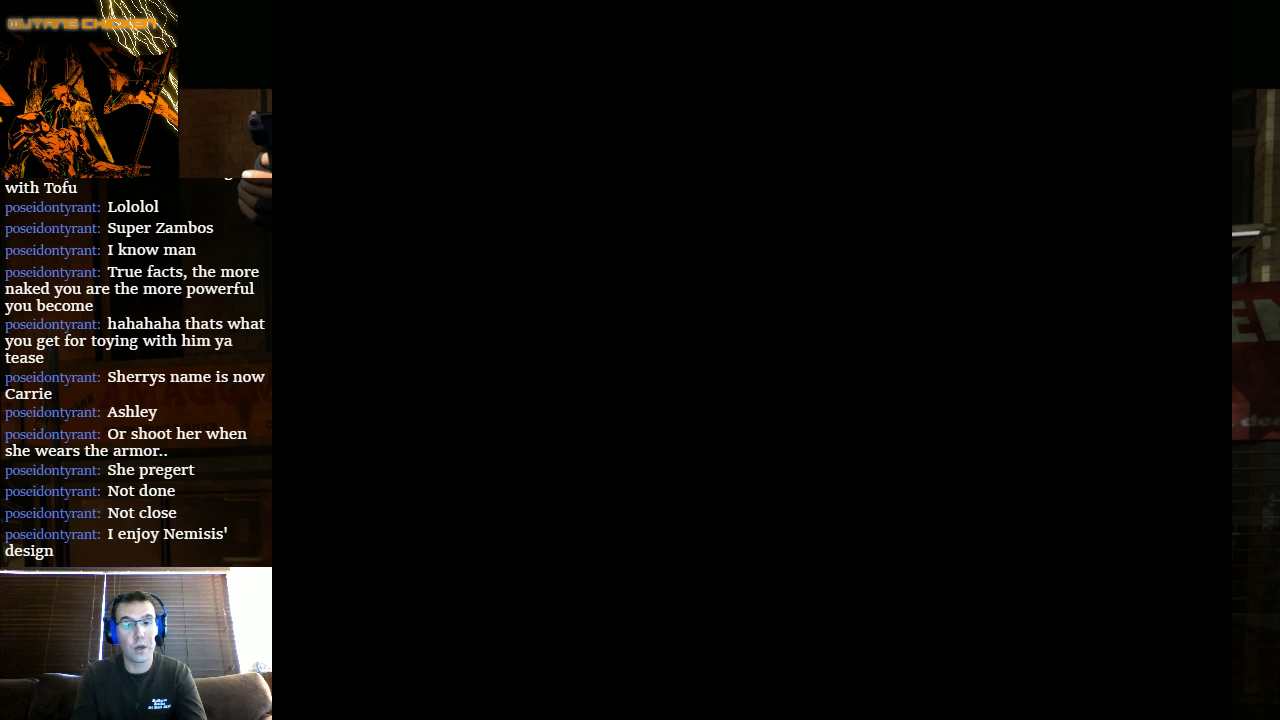 WUTANG CHICKEN
with Tofu
poseidontyrant: Lololol
poseidontyrant: Super Zambos
poseidontyrant: I know man
poseidontyrant: True facts, the more
naked you are the more powerful
you become
poseidontyrant: hahahaha thats what
you get for toying with him ya
tease
poseidontyrant: Sherrys name is now
Carrie
poseidontyrant: Ashley
poseidontyrant: Or shoot her when
she wears the armor..
poseidontyrant: She pregert
poseidontyrant: Not done
poseidontyrant: Not close
poseidontyrant: I enjoy Nemisis'
design